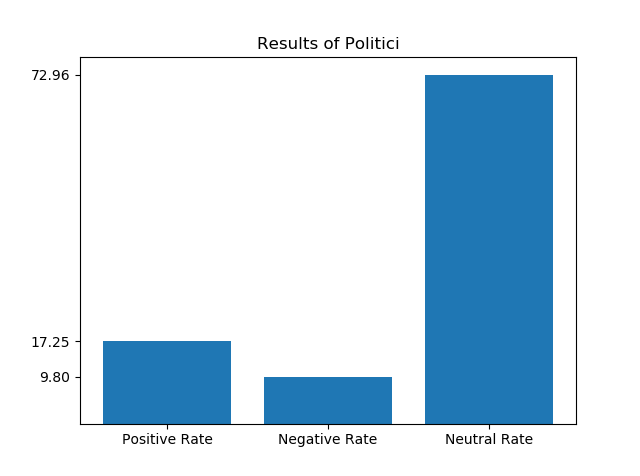 Results of Politici
72.96
17.25
9.80
Positive Rate
Negative Rate
Neutral Rate